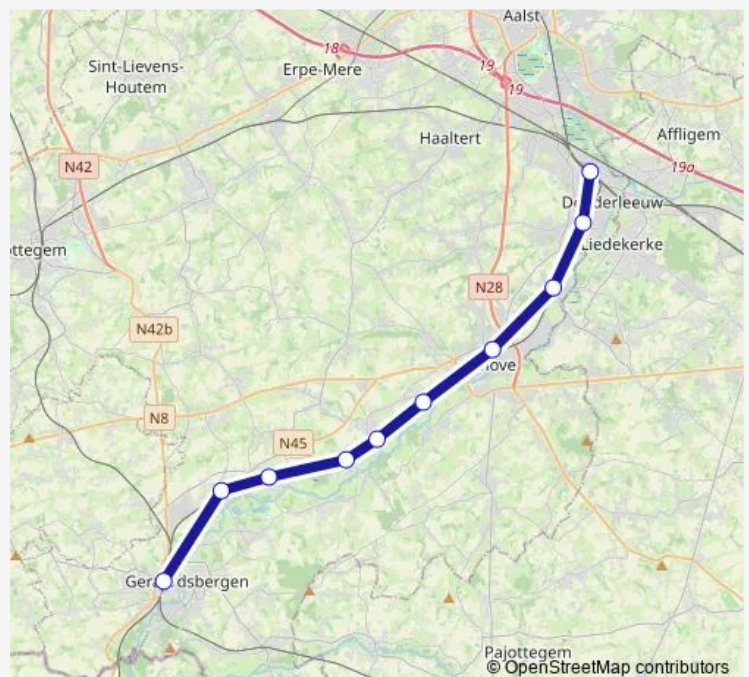 Aalst
18
Sint-Lievens-
Houtem
Erpe-Mere
19
19
Haaltert
Affligem
N42
19a
ottegem
Liedekerke
N28
N42b
N8
N45
Pajottegem
© OpenStreetMap contributors